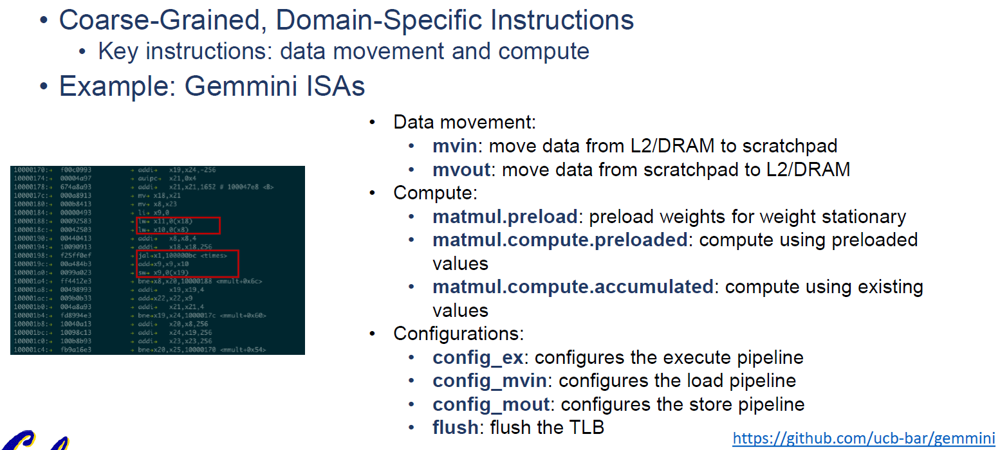 • Coarse-Grained, Domain-Specific Instructions
• Key instructions: data movement and compute
• Example: Gemmini ISAs
10000170:→ f00c0993 → addi→ x19,x24,-256
10000174:→ 00004a97 → auipc→ x21,0x4
10000178:→ 674a8a93 → addi→ x21,x21,1652 # 100047e8 <B>
1000017c:→ 000a8913 → mv→ x18,x21
10000180:→ 000b8413 → mv→ x8,x23
10000184:→ 00000493 → li→ x9,0
10000188:→ 00092583 → lw→ x11,0(x18)
1000018c:→ 00042503 → lw→ x10,0(x8)
10000190:→ 00440413 → addi→ x8,x8,4
10000194:→ 10090913 → addi→ x18,x18,256
10000198:→ f25ff0ef → jal→x1,100000bc <times>
1000019c:→ 00a484b3 → add→x9,x9,x10
100001a0:→ 0099a023 → sw→ x9,0(x19)
100001a4:→ ff4412e3 → bne→x8,x20,10000188 <mmult+0x6c>
100001a8:→ 00498993 → addi→ x19,x19,4
100001ac:→ 009b0b33 → add→x22,x22,x9
100001b0:→ 004a8a93 → addi→ x21,x21,4
100001b4:→ fd8994e3 → bne→x19,x24,1000017c <mmult+0x60>
100001b8:→ 10040a13 → addi→ x20,x8,256
100001bc:→ 10098c13 → addi→ x24,x19,256
100001c0:→ 100b8b93 → addi→ x23,x23,256
100001c4:→ fb9a16e3 → bne→x20,x25,10000170 <mmult+0x54>
• Data movement:
• mvin: move data from L2/DRAM to scratchpad
• mvout: move data from scratchpad to L2/DRAM
• Compute:
• matmul.preload: preload weights for weight stationary
• matmul.compute.preloaded: compute using preloaded
values
• matmul.compute.accumulated: compute using existing
values
• Configurations:
• config_ex: configures the execute pipeline
• config_mvin: configures the load pipeline
• config_mout: configures the store pipeline
• flush: flush the TLB
https://github.com/ucb-bar/gemmini